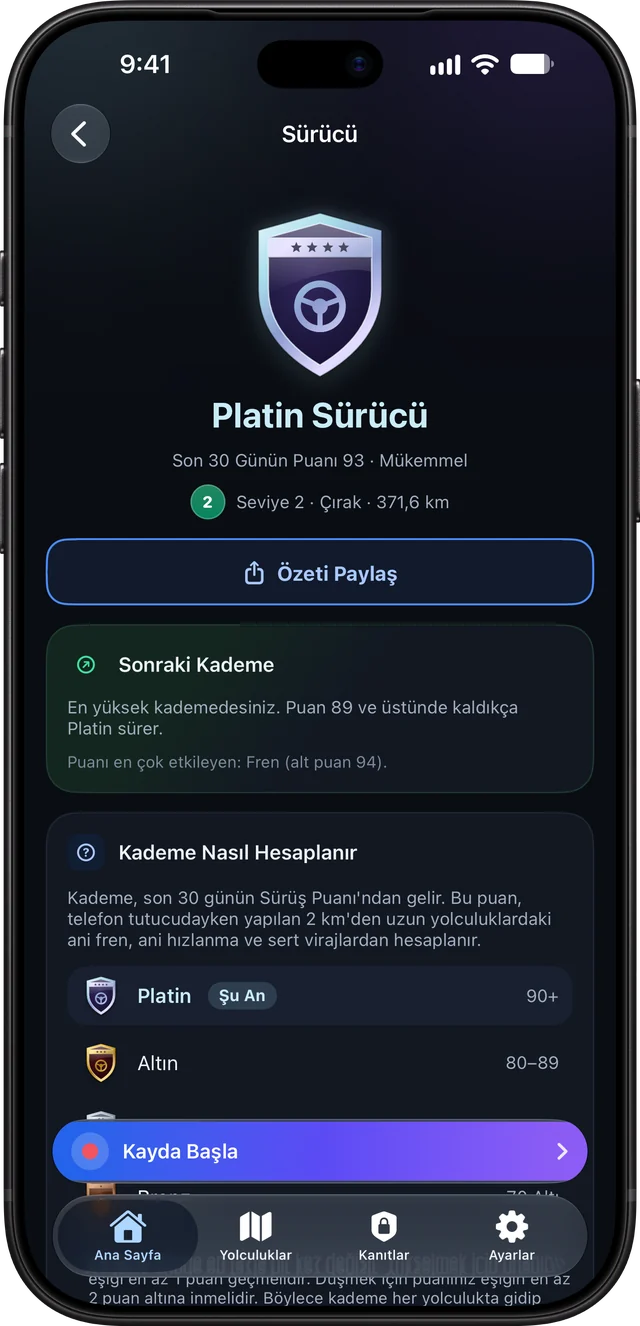 9:41
Sürücü
Platin Sürücü
Son 30 Günün Puanı 93 · Mükemmel
2 Seviye 2 · Çırak · 371,6 km
Özeti Paylaş
Sonraki Kademe
En yüksek kademedesiniz. Puan 89 ve üstünde kaldıkça
Platin sürer.
Puanı en çok etkileyen: Fren (alt puan 94).
Kademe Nasıl Hesaplanır
Kademe, son 30 günün Sürüş Puanı'ndan gelir. Bu puan,
telefon tutucudayken yapılan 2 km'den uzun yolculuklardaki
ani fren, ani hızlanma ve sert virajlardan hesaplanır.
Platin Şu An 90+
Altın 80–89
Kayda Başla
Ana Sayfa Yolculuklar Kanıtlar Ayarlar
eşiği en az 1 puan geçmelidir. Düşmek için puanınız eşiğin en az
2 puan altına inmelidir. Böylece kademe her yolculukta gidip